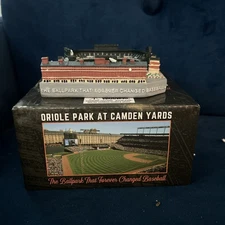 THE BALLPARK THAT FOREVER CHANGED BASEBALL
ORIOLE PARK AT CAMDEN YARDS
The Ballpark That Forever Changed Baseball